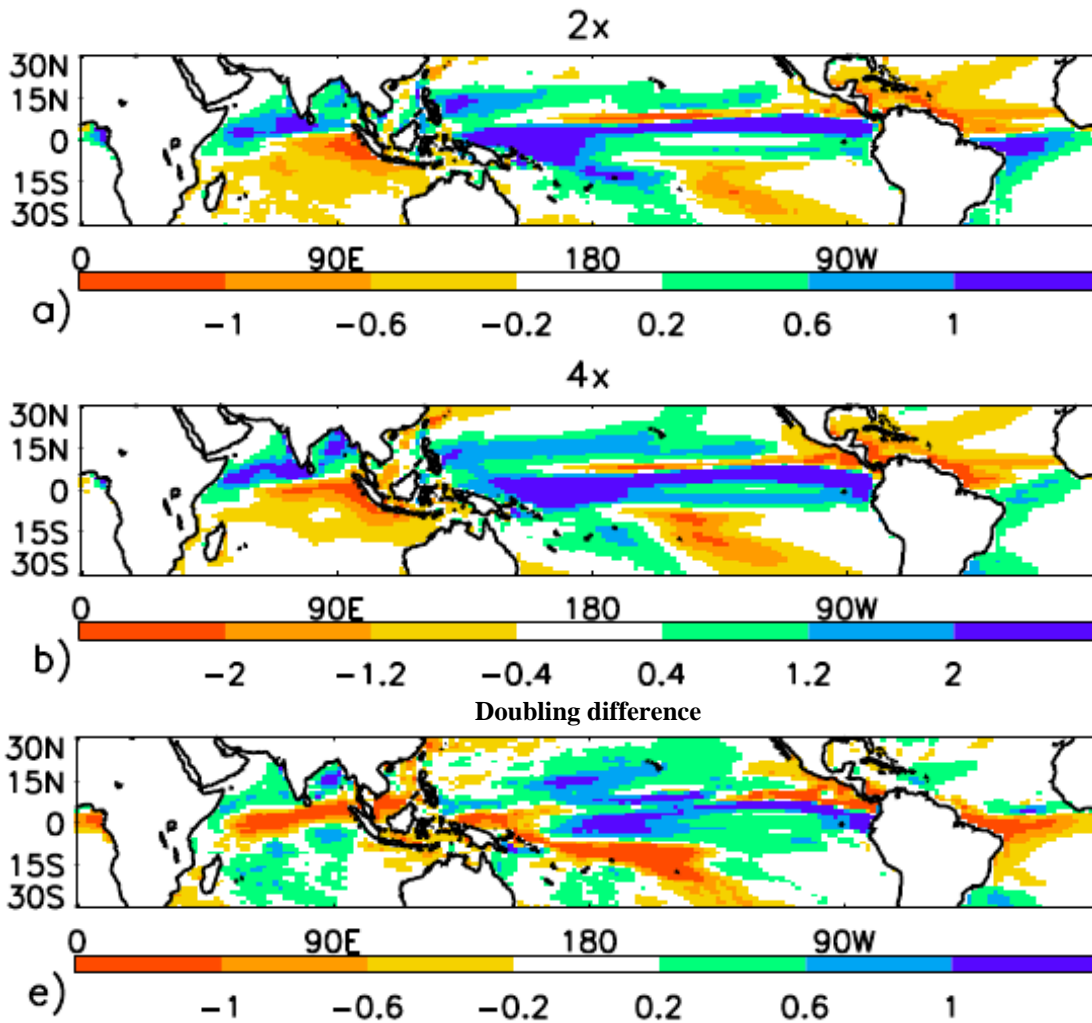 2x
30N
15N
0
15S
30S
0 90E 180 90W
a) -1 -0.6 -0.2 0.2 0.6 1
4x
30N
15N
0
15S
30S
0 90E 180 90W
b) -2 -1.2 -0.4 0.4 1.2 2
Doubling difference
30N
15N
0
15S
30S
0 90E 180 90W
e) -1 -0.6 -0.2 0.2 0.6 1